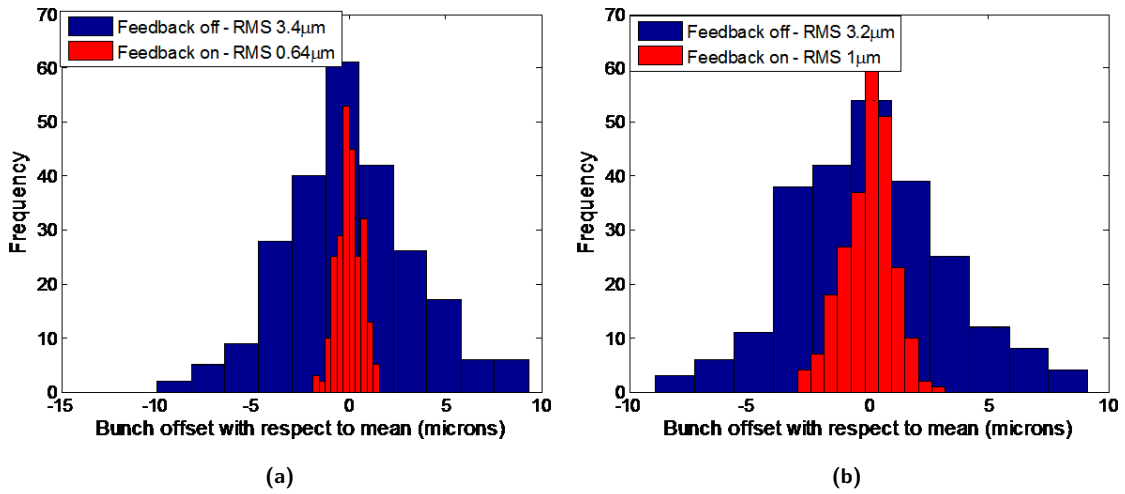 70
60
50
40
30
20
10
0
Frequency
Feedback off - RMS 3.4μm
Feedback on - RMS 0.64μm
-15 -10 -5 0 5 10
Bunch offset with respect to mean (microns)
(a)
70
60
50
40
30
20
10
0
Frequency
Feedback off - RMS 3.2μm
Feedback on - RMS 1μm
-10 -5 0 5 10
Bunch offset with respect to mean (microns)
(b)